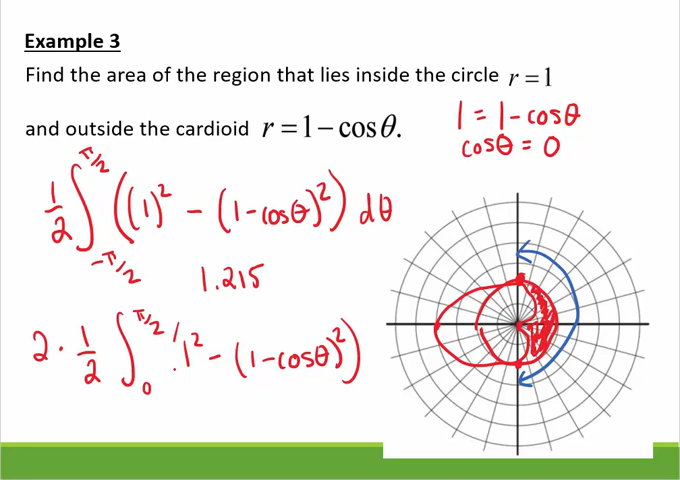 Example 3
Find the area of the region that lies inside the circle r = 1
and outside the cardioid r = 1 − cos θ.
1 = 1 - cosθ
cosθ = 0
1/2 ∫_{-π/2}^{π/2} ((1)² - (1-cosθ)²) dθ
1.215
2 · 1/2 ∫_0^{π/2} (1² - (1-cosθ)²)